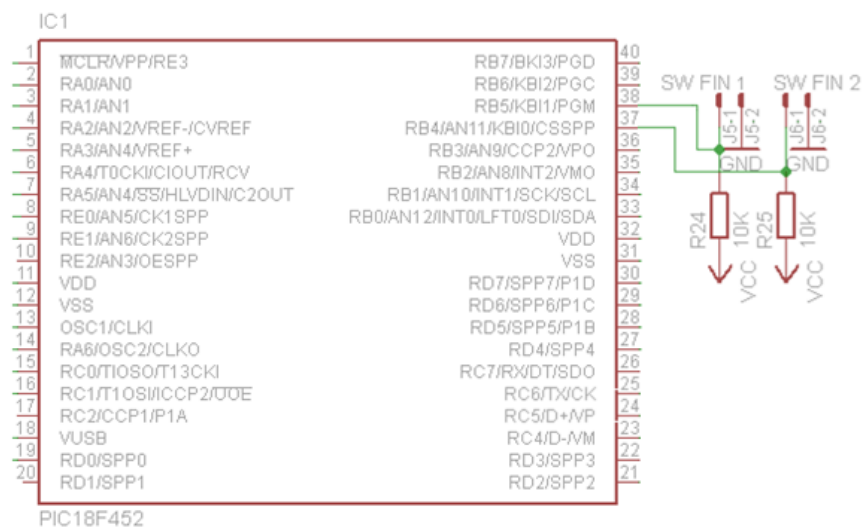 IC1
1 MCLR/VPP/RE3
2 RA0/AN0
3 RA1/AN1
4 RA2/AN2/VREF-/CVREF
5 RA3/AN4/VREF+
6 RA4/T0CKI/CIOUT/RCV
7 RA5/AN4/SS/HLVDIN/C2OUT
8 RE0/AN5/CK1SPP
9 RE1/AN6/CK2SPP
10 RE2/AN3/OESPP
11 VDD
12 VSS
13 OSC1/CLKI
14 RA6/OSC2/CLKO
15 RC0/TIOSO/T13CKI
16 RC1/T1OSI/ICCP2/UOE
17 RC2/CCP1/P1A
18 VUSB
19 RD0/SPP0
20 RD1/SPP1
RB7/BKI3/PGD 40
RB6/KBI2/PGC 39
RB5/KBI1/PGM 38
RB4/AN11/KBI0/CSSPP 37
RB3/AN9/CCP2/VPO 36
RB2/AN8/INT2/VMO 35
RB1/AN10/INT1/SCK/SCL 34
RB0/AN12/INT0/LFT0/SDI/SDA 33
VDD 32
VSS 31
RD7/SPP7/P1D 30
RD6/SPP6/P1C 29
RD5/SPP5/P1B 28
RD4/SPP4 27
RC7/RX/DT/SDO 26
RC6/TX/CK 25
RC5/D+/VP 24
RC4/D-/VM 23
RD3/SPP3 22
RD2/SPP2 21
PIC18F452
SW FIN 1
J5-1
J5-2
GND
R24
10K
VCC
SW FIN 2
J6-1
J6-2
GND
R25
10K
VCC